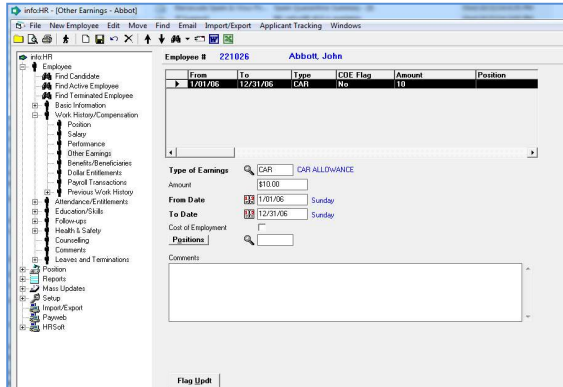 info:HR - [Other Earnings - Abbot]
File New Employee Edit Move Find Email Import/Export Applicant Tracking Windows
info:HR
Employee
Find Candidate
Find Active Employee
Find Terminated Employee
Basic Information
Work History/Compensation
Position
Salary
Performance
Other Earnings
Benefits/Beneficiaries
Dollar Entitlements
Payroll Transactions
Previous Work History
Attendance/Entitlements
Education/Skills
Follow-ups
Health & Safety
Counselling
Comments
Leaves and Terminations
Position
Reports
Mass Updates
Setup
Import/Export
Payweb
HRSoft
Employee # 221026 Abbott, John
From To Type COE Flag Amount Position
1/01/06 12/31/06 CAR No 10
Type of Earnings CAR CAR ALLOWANCE
Amount $10.00
From Date 1/01/06 Sunday
To Date 12/31/06 Sunday
Cost of Employment
Positions
Comments
Flag Updt